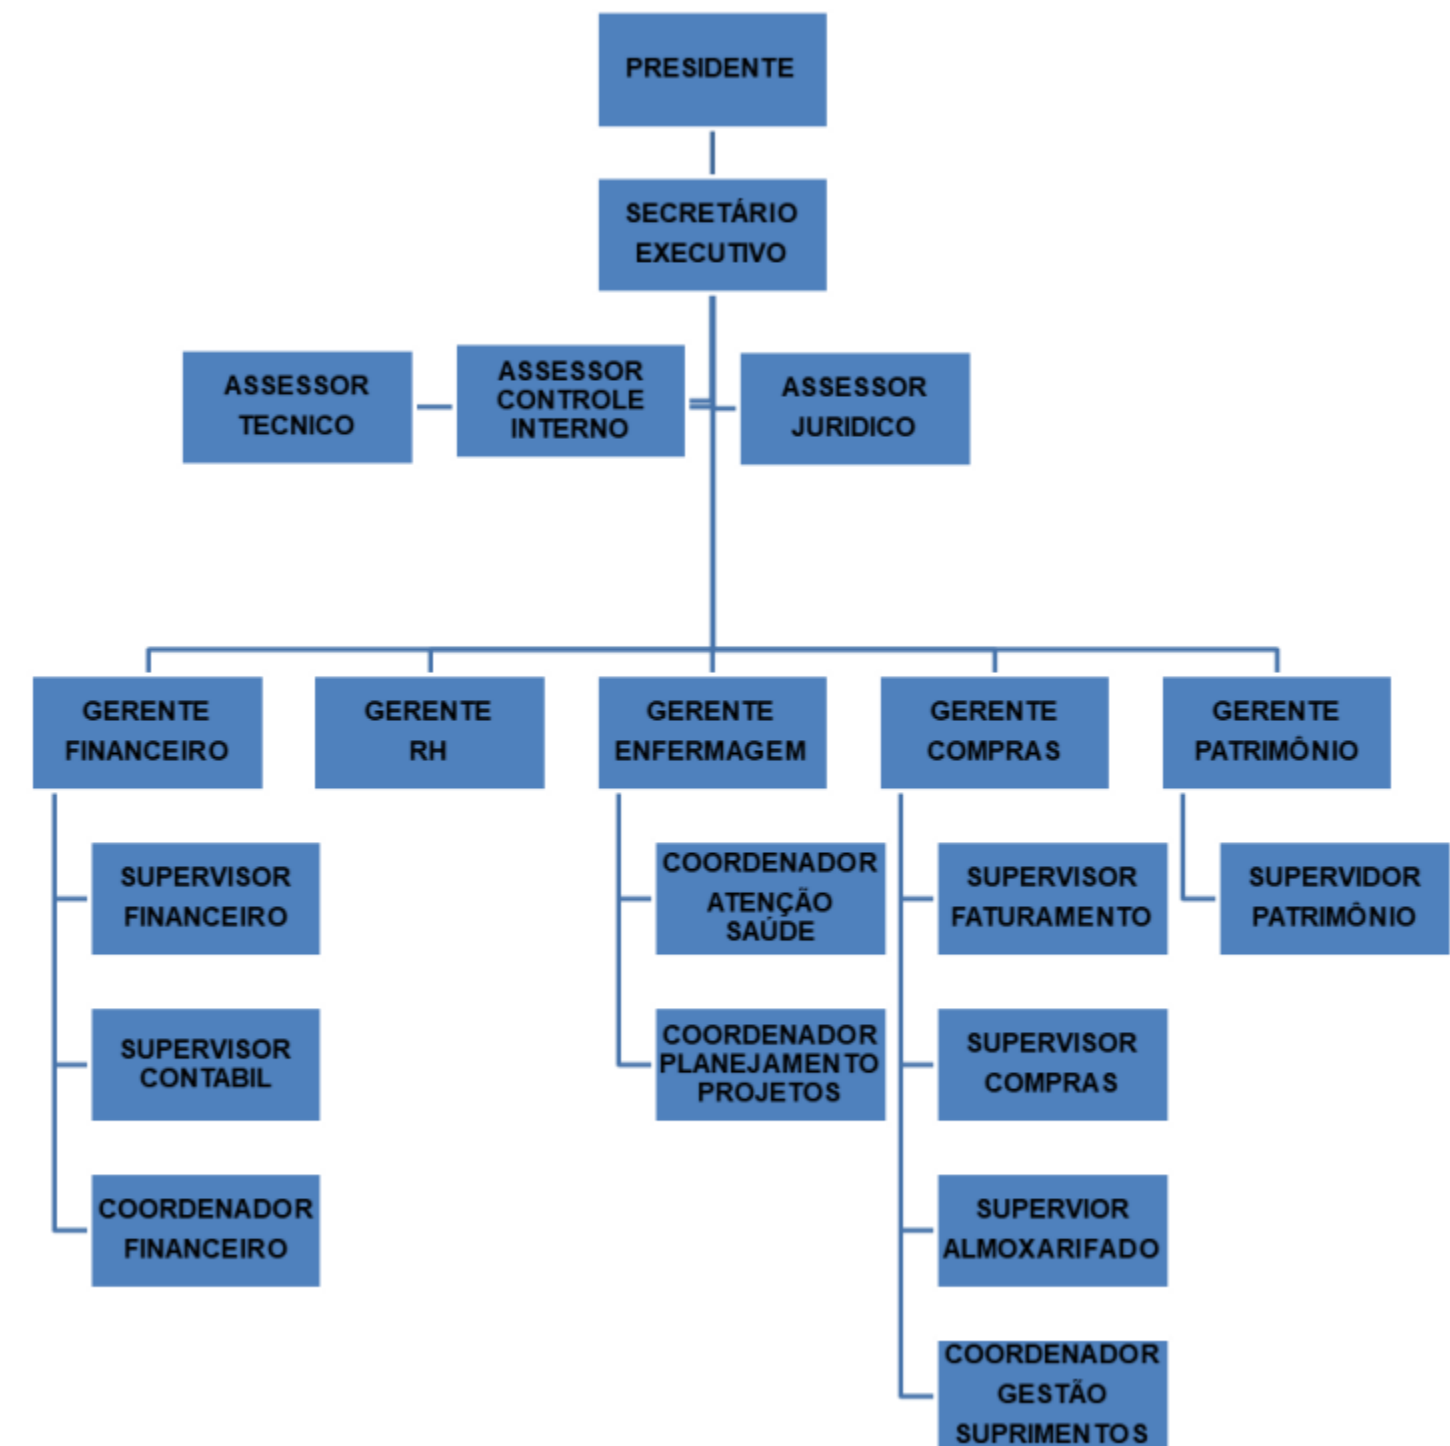 PRESIDENTE
SECRETÁRIO
EXECUTIVO
ASSESSOR
TECNICO
ASSESSOR
CONTROLE
INTERNO
ASSESSOR
JURIDICO
GERENTE
FINANCEIRO
GERENTE
RH
GERENTE
ENFERMAGEM
GERENTE
COMPRAS
GERENTE
PATRIMÔNIO
SUPERVISOR
FINANCEIRO
SUPERVISOR
CONTABIL
COORDENADOR
FINANCEIRO
COORDENADOR
ATENÇÃO
SAÚDE
COORDENADOR
PLANEJAMENTO
PROJETOS
SUPERVISOR
FATURAMENTO
SUPERVISOR
COMPRAS
SUPERVIOR
ALMOXARIFADO
COORDENADOR
GESTÃO
SUPRIMENTOS
SUPERVIDOR
PATRIMÔNIO